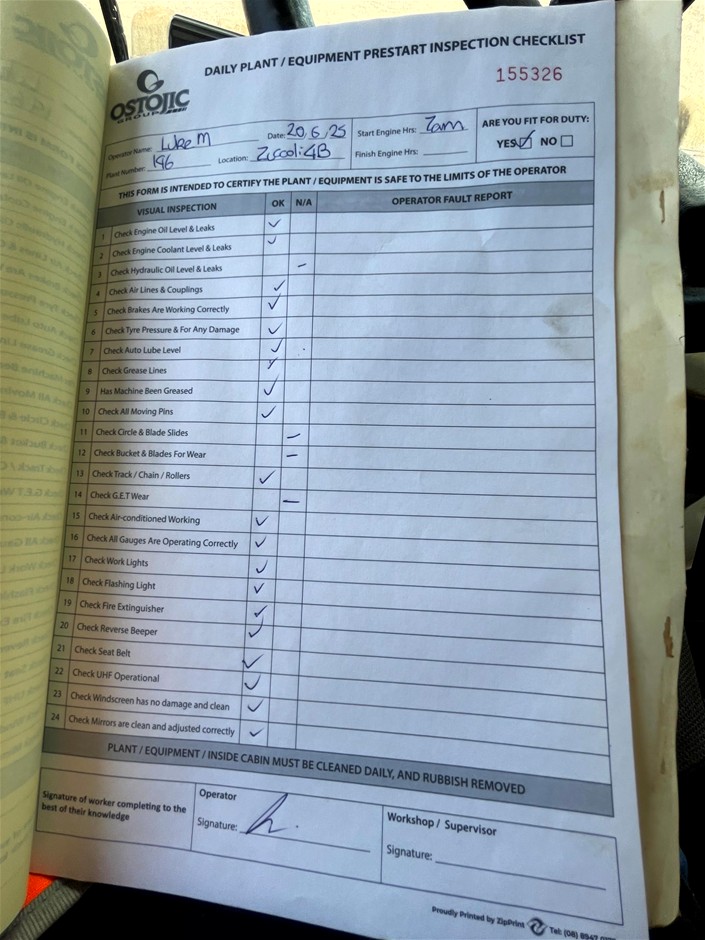 DAILY PLANT / EQUIPMENT PRESTART INSPECTION CHECKLIST
155326
OSTOJIC
GROUP
Operator Name: Luke M Date: 20.6.25 Start Engine Hrs: 7am ARE YOU FIT FOR DUTY:
Plant Number: 196 Location: Finish Engine Hrs: YES ☑ NO ☐
THIS FORM IS INTENDED TO CERTIFY THE PLANT / EQUIPMENT IS SAFE TO THE LIMITS OF THE OPERATOR
VISUAL INSPECTION OK N/A OPERATOR FAULT REPORT
1 Check Engine Oil Level & Leaks ✓
2 Check Engine Coolant Level & Leaks ✓
3 Check Hydraulic Oil Level & Leaks –
4 Check Air Lines & Couplings ✓
5 Check Brakes Are Working Correctly ✓
6 Check Tyre Pressure & For Any Damage ✓
7 Check Auto Lube Level ✓
8 Check Grease Lines ✓
9 Has Machine Been Greased ✓
10 Check All Moving Pins ✓
11 Check Circle & Blade Slides –
12 Check Bucket & Blades For Wear –
13 Check Track / Chain / Rollers ✓
14 Check G.E.T Wear –
15 Check Air-conditioned Working ✓
16 Check All Gauges Are Operating Correctly ✓
17 Check Work Lights ✓
18 Check Flashing Light ✓
19 Check Fire Extinguisher ✓
20 Check Reverse Beeper ✓
21 Check Seat Belt ✓
22 Check UHF Operational ✓
23 Check Windscreen has no damage and clean ✓
24 Check Mirrors are clean and adjusted correctly ✓
PLANT / EQUIPMENT / INSIDE CABIN MUST BE CLEANED DAILY, AND RUBBISH REMOVED
Signature of worker completing to the
best of their knowledge
Operator
Signature:
Workshop / Supervisor
Signature:
Proudly Printed by ZipPrint Tel: (08) 8947